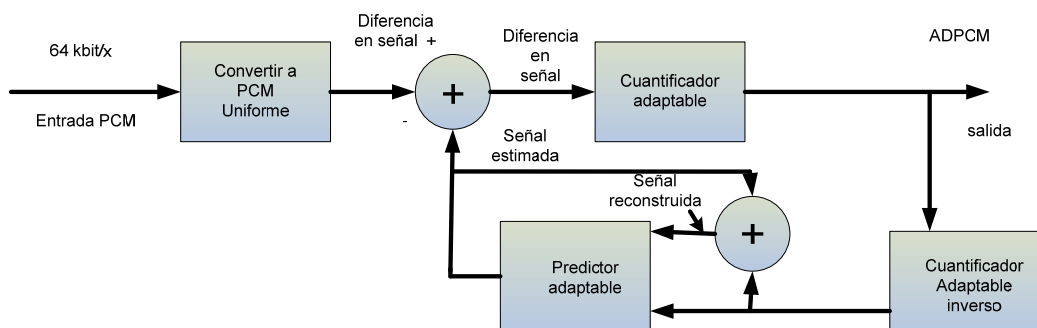 64 kbit/x
Entrada PCM
Convertir a
PCM
Uniforme
Diferencia
en señal +
-
+
Diferencia
en
señal
Cuantificador
adaptable
ADPCM
salida
Señal
estimada
Señal
reconstruida
+
Predictor
adaptable
Cuantificador
Adaptable
inverso